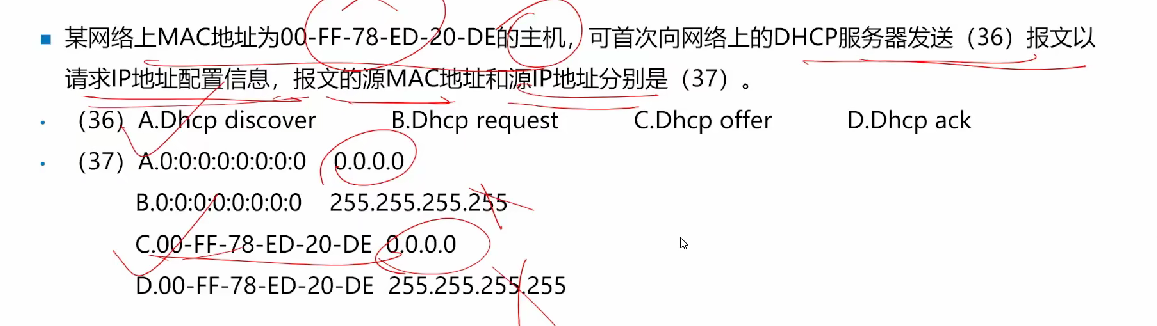 某网络上MAC地址为00-FF-78-ED-20-DE的主机，可首次向网络上的DHCP服务器发送（36）报文以
请求IP地址配置信息，报文的源MAC地址和源IP地址分别是（37）。
（36）A.Dhcp discover B.Dhcp request C.Dhcp offer D.Dhcp ack
（37）A.0:0:0:0:0:0:0:0 0.0.0.0
B.0:0:0:0:0:0:0:0 255.255.255.255
C.00-FF-78-ED-20-DE 0.0.0.0
D.00-FF-78-ED-20-DE 255.255.255.255